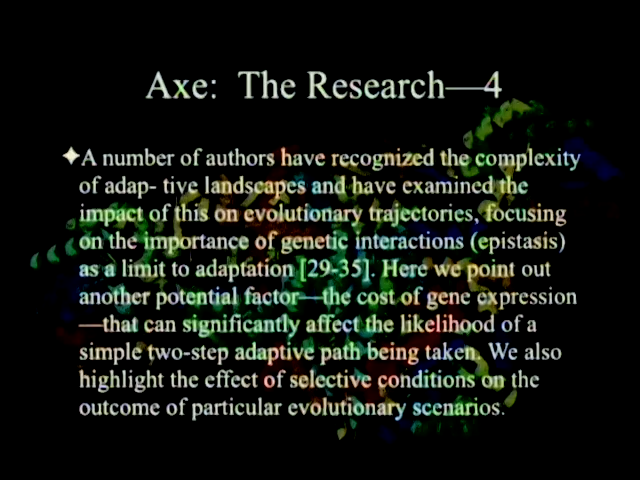 Axe: The Research—4
✦A number of authors have recognized the complexity
of adap- tive landscapes and have examined the
impact of this on evolutionary trajectories, focusing
on the importance of genetic interactions (epistasis)
as a limit to adaptation [29-35]. Here we point out
another potential factor—the cost of gene expression
—that can significantly affect the likelihood of a
simple two-step adaptive path being taken. We also
highlight the effect of selective conditions on the
outcome of particular evolutionary scenarios.